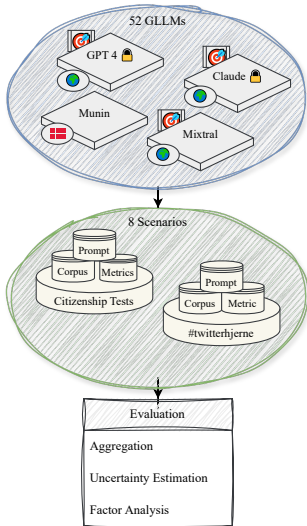 52 GLLMs
GPT 4
Claude
Munin
Mixtral
8 Scenarios
Prompt
Corpus
Metrics
Citizenship Tests
Prompt
Corpus
Metric
#twitterhjerne
Evaluation
Aggregation
Uncertainty Estimation
Factor Analysis